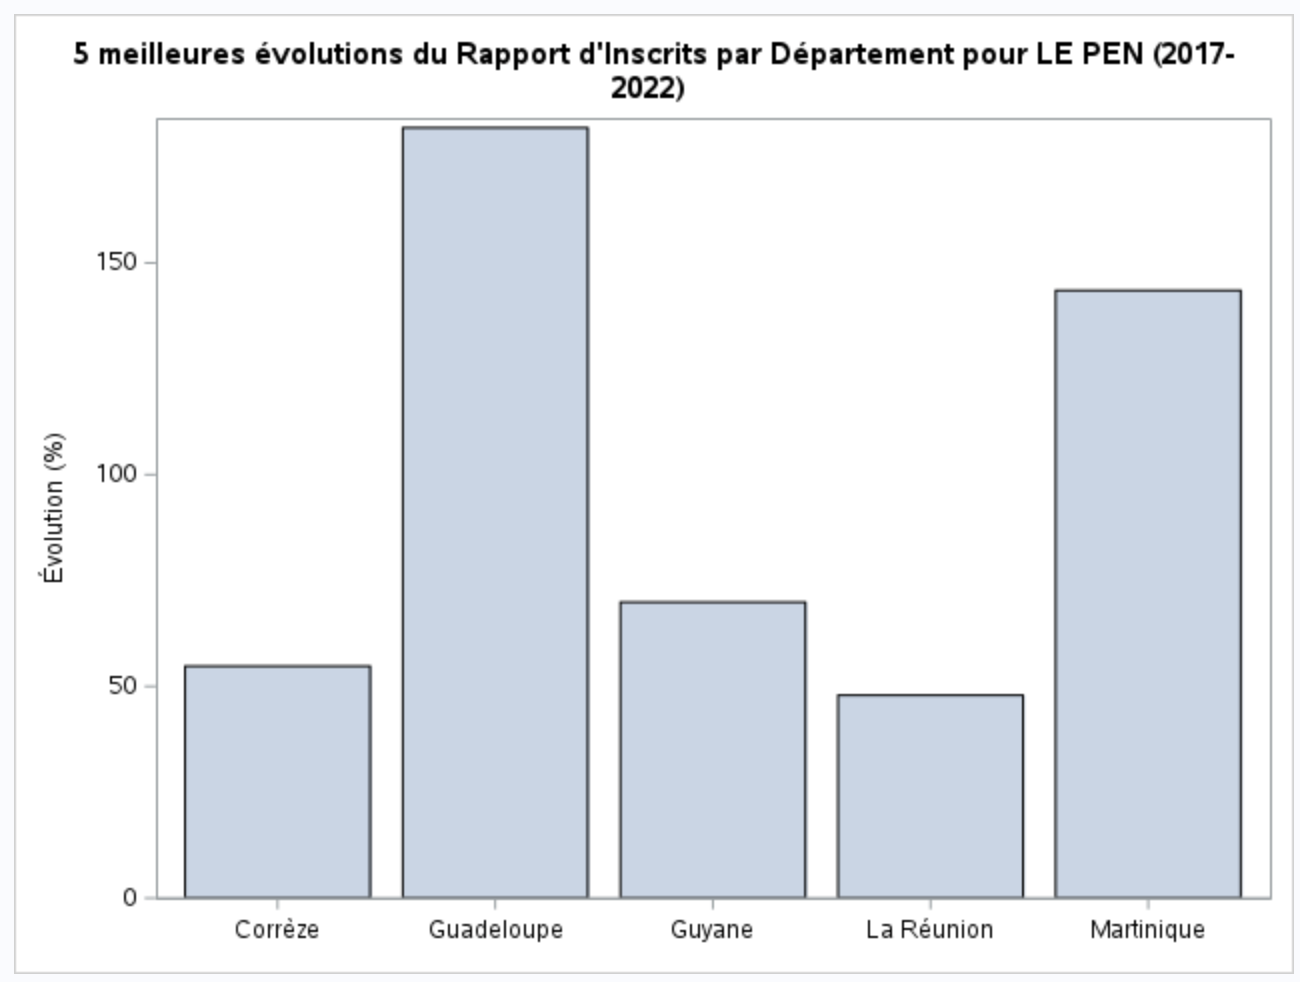 5 meilleures évolutions du Rapport d'Inscrits par Département pour LE PEN (2017-
2022)
150
100
50
0
Évolution (%)
Corrèze Guadeloupe Guyane La Réunion Martinique